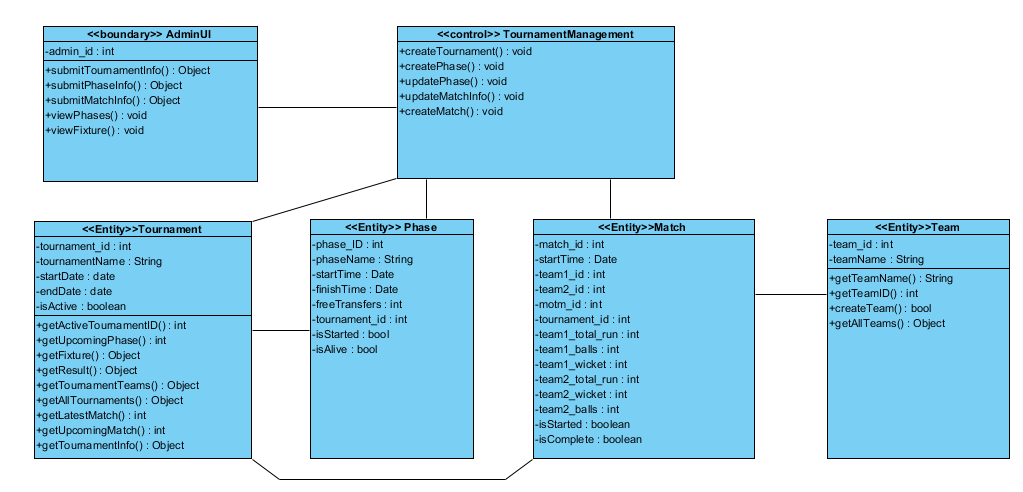 <<boundary>> AdminUI
-admin_id : int
+submitTournamentInfo() : Object
+submitPhaseInfo() : Object
+submitMatchInfo() : Object
+viewPhases() : void
+viewFixture() : void
<<control>> TournamentManagement
+createTournament() : void
+createPhase() : void
+updatePhase() : void
+updateMatchInfo() : void
+createMatch() : void
<<Entity>>Tournament
-tournament_id : int
-tournamentName : String
-startDate : date
-endDate : date
-isActive : boolean
+getActiveTournamentID() : int
+getUpcomingPhase() : int
+getFixture() : Object
+getResult() : Object
+getTournamentTeams() : Object
+getAllTournaments() : Object
+getLatestMatch() : int
+getUpcomingMatch() : int
+getTournamentInfo() : Object
<<Entity>> Phase
-phase_ID : int
-phaseName : String
-startTime : Date
-finishTime : Date
-freeTransfers : int
-tournament_id : int
-isStarted : bool
-isAlive : bool
<<Entity>>Match
-match_id : int
-startTime : Date
-team1_id : int
-team2_id : int
-motm_id : int
-tournament_id : int
-team1_total_run : int
-team1_balls : int
-team1_wicket : int
-team2_total_run : int
-team2_wicket : int
-team2_balls : int
-isStarted : boolean
-isComplete : boolean
<<Entity>>Team
-team_id : int
-teamName : String
+getTeamName() : String
+getTeamID() : int
+createTeam() : bool
+getAllTeams() : Object